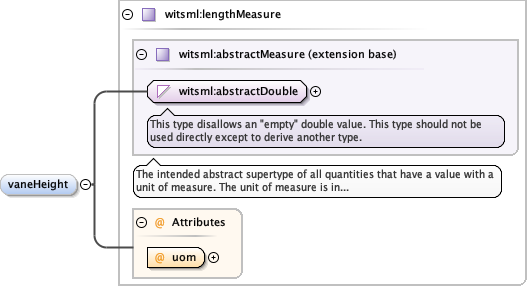 witsml:lengthMeasure
witsml:abstractMeasure (extension base)
witsml:abstractDouble
This type disallows an "empty" double value. This type should not be
used directly except to derive another type.
vaneHeight
The intended abstract supertype of all quantities that have a value with a
unit of measure. The unit of measure is in...
@ Attributes
@ uom